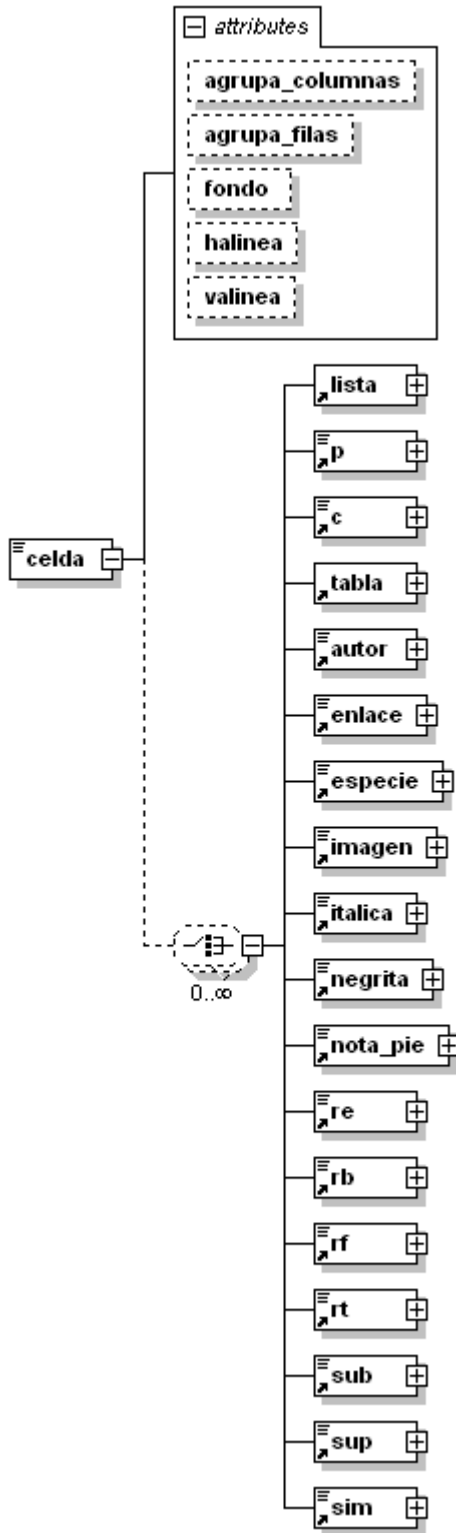 attributes
agrupa_columnas
agrupa_filas
fondo
halinea
valinea
lista
p
c
celda
tabla
autor
enlace
especie
imagen
italica
0..∞
negrita
nota_pie
re
rb
rf
rt
sub
sup
sim